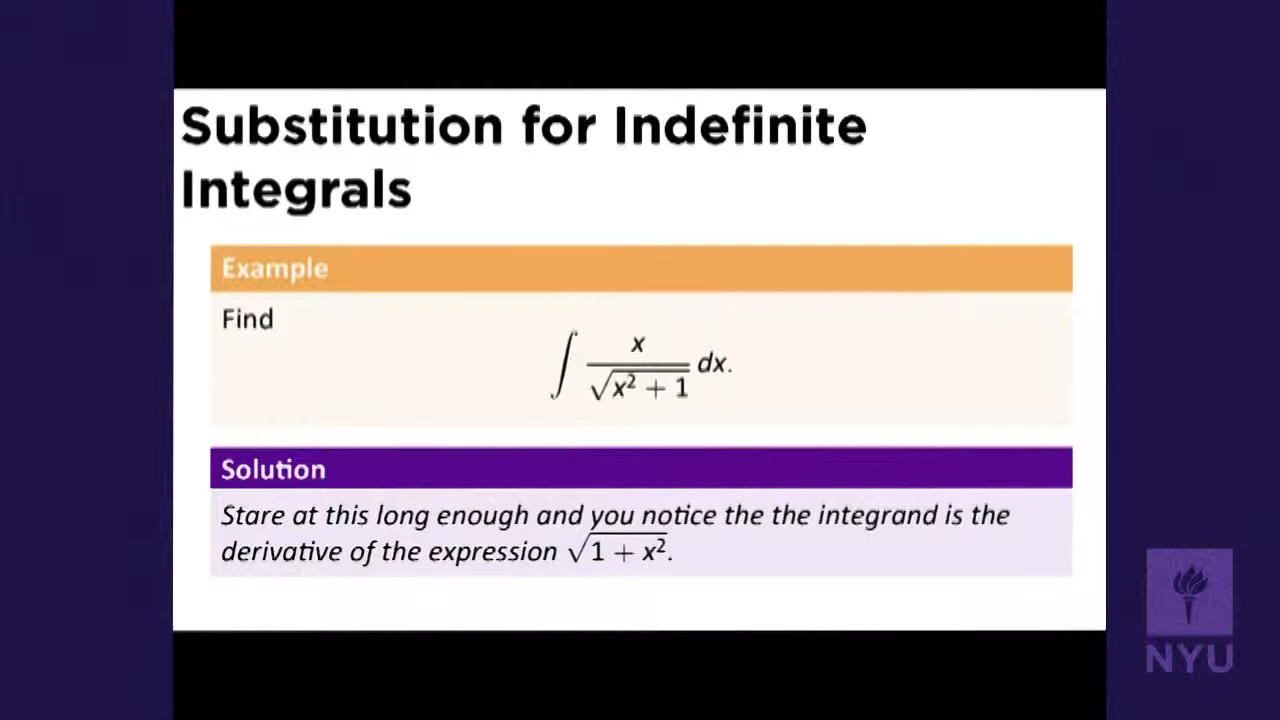 Substitution for Indefinite
Integrals
Example
Find
∫ x / √(x² + 1) dx.
Solution
Stare at this long enough and you notice the the integrand is the
derivative of the expression √(1 + x²).
NYU